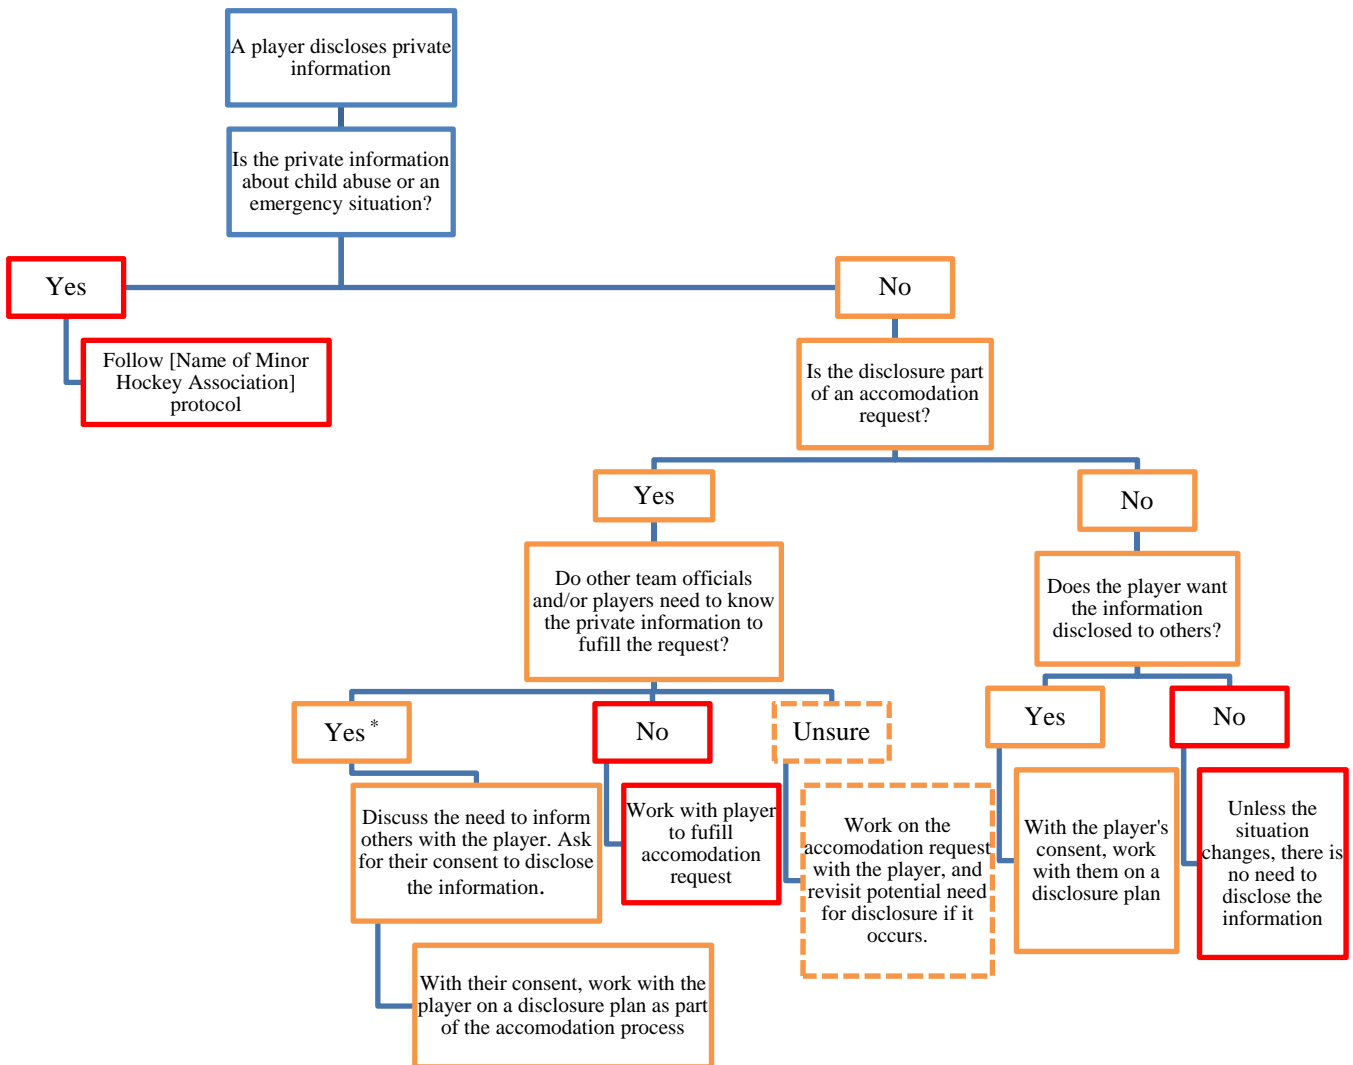 A player discloses private
information
Is the private information
about child abuse or an
emergency situation?
Yes
No
Follow [Name of Minor
Hockey Association]
protocol
Is the disclosure part
of an accomodation
request?
Yes
No
Do other team officials
and/or players need to know
the private information to
fufill the request?
Does the player want
the information
disclosed to others?
Yes *
No
Unsure
Yes
No
Discuss the need to inform
others with the player. Ask
for their consent to disclose
the information.
Work with player
to fufill
accomodation
request
Work on the
accomodation request
with the player, and
revisit potential need
for disclosure if it
occurs.
With the player's
consent, work
with them on a
disclosure plan
Unless the
situation
changes, there is
no need to
disclose the
information
With their consent, work with the
player on a disclosure plan as part
of the accomodation process